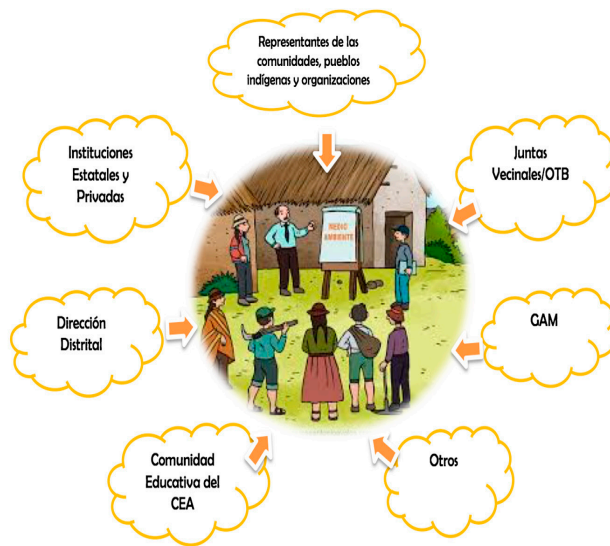 Representantes de las
comunidades, pueblos
indígenas y organizaciones
Instituciones
Estatales y
Privadas
Juntas
Vecinales/OTB
MEDIO
AMBIENTE
Dirección
Distrital
GAM
Comunidad
Educativa del
CEA
Otros